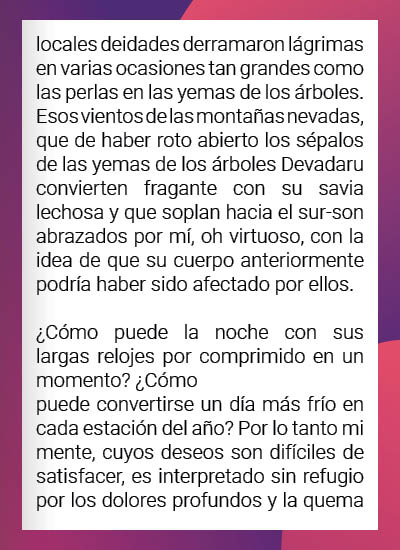 locales deidades derramaron lágrimas
en varias ocasiones tan grandes como
las perlas en las yemas de los árboles.
Esos vientos de las montañas nevadas,
que de haber roto abierto los sépalos
de las yemas de los árboles Devadaru
convierten fragante con su savia
lechosa y que soplan hacia el sur-son
abrazados por mí, oh virtuoso, con la
idea de que su cuerpo anteriormente
podría haber sido afectado por ellos.

¿Cómo puede la noche con sus
largas relojes por comprimido en un
momento? ¿Cómo
puede convertirse un día más frío en
cada estación del año? Por lo tanto mi
mente, cuyos deseos son difíciles de
satisfacer, es interpretado sin refugio
por los dolores profundos y la quema